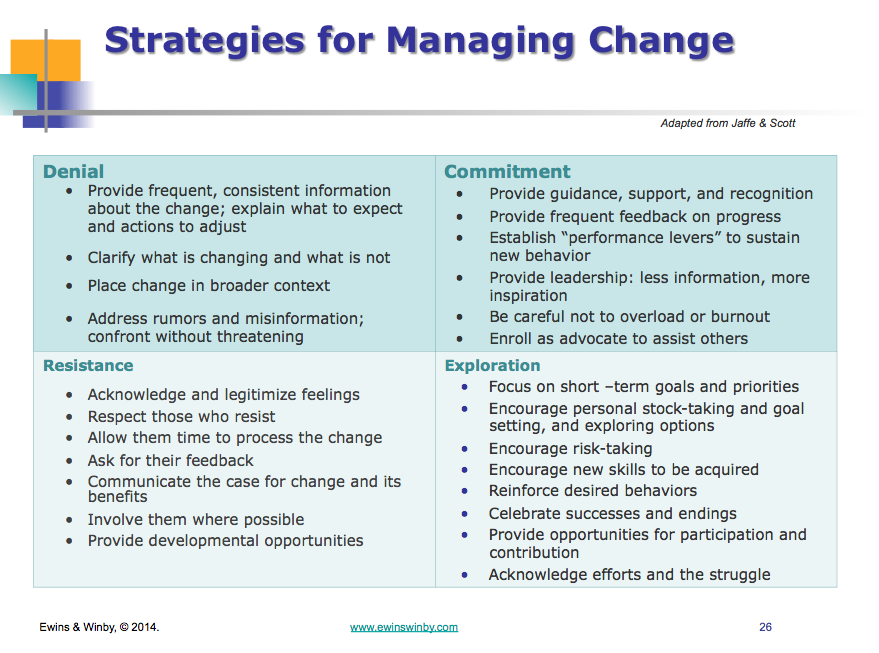 Strategies for Managing Change
Adapted from Jaffe & Scott
Denial
• Provide frequent, consistent information
about the change; explain what to expect
and actions to adjust
• Clarify what is changing and what is not
• Place change in broader context
• Address rumors and misinformation;
confront without threatening
Commitment
• Provide guidance, support, and recognition
• Provide frequent feedback on progress
• Establish “performance levers” to sustain
new behavior
• Provide leadership: less information, more
inspiration
• Be careful not to overload or burnout
• Enroll as advocate to assist others
Resistance
• Acknowledge and legitimize feelings
• Respect those who resist
• Allow them time to process the change
• Ask for their feedback
• Communicate the case for change and its
benefits
• Involve them where possible
• Provide developmental opportunities
Exploration
• Focus on short –term goals and priorities
• Encourage personal stock-taking and goal
setting, and exploring options
• Encourage risk-taking
• Encourage new skills to be acquired
• Reinforce desired behaviors
• Celebrate successes and endings
• Provide opportunities for participation and
contribution
• Acknowledge efforts and the struggle
Ewins & Winby, © 2014.
www.ewinswinby.com
26